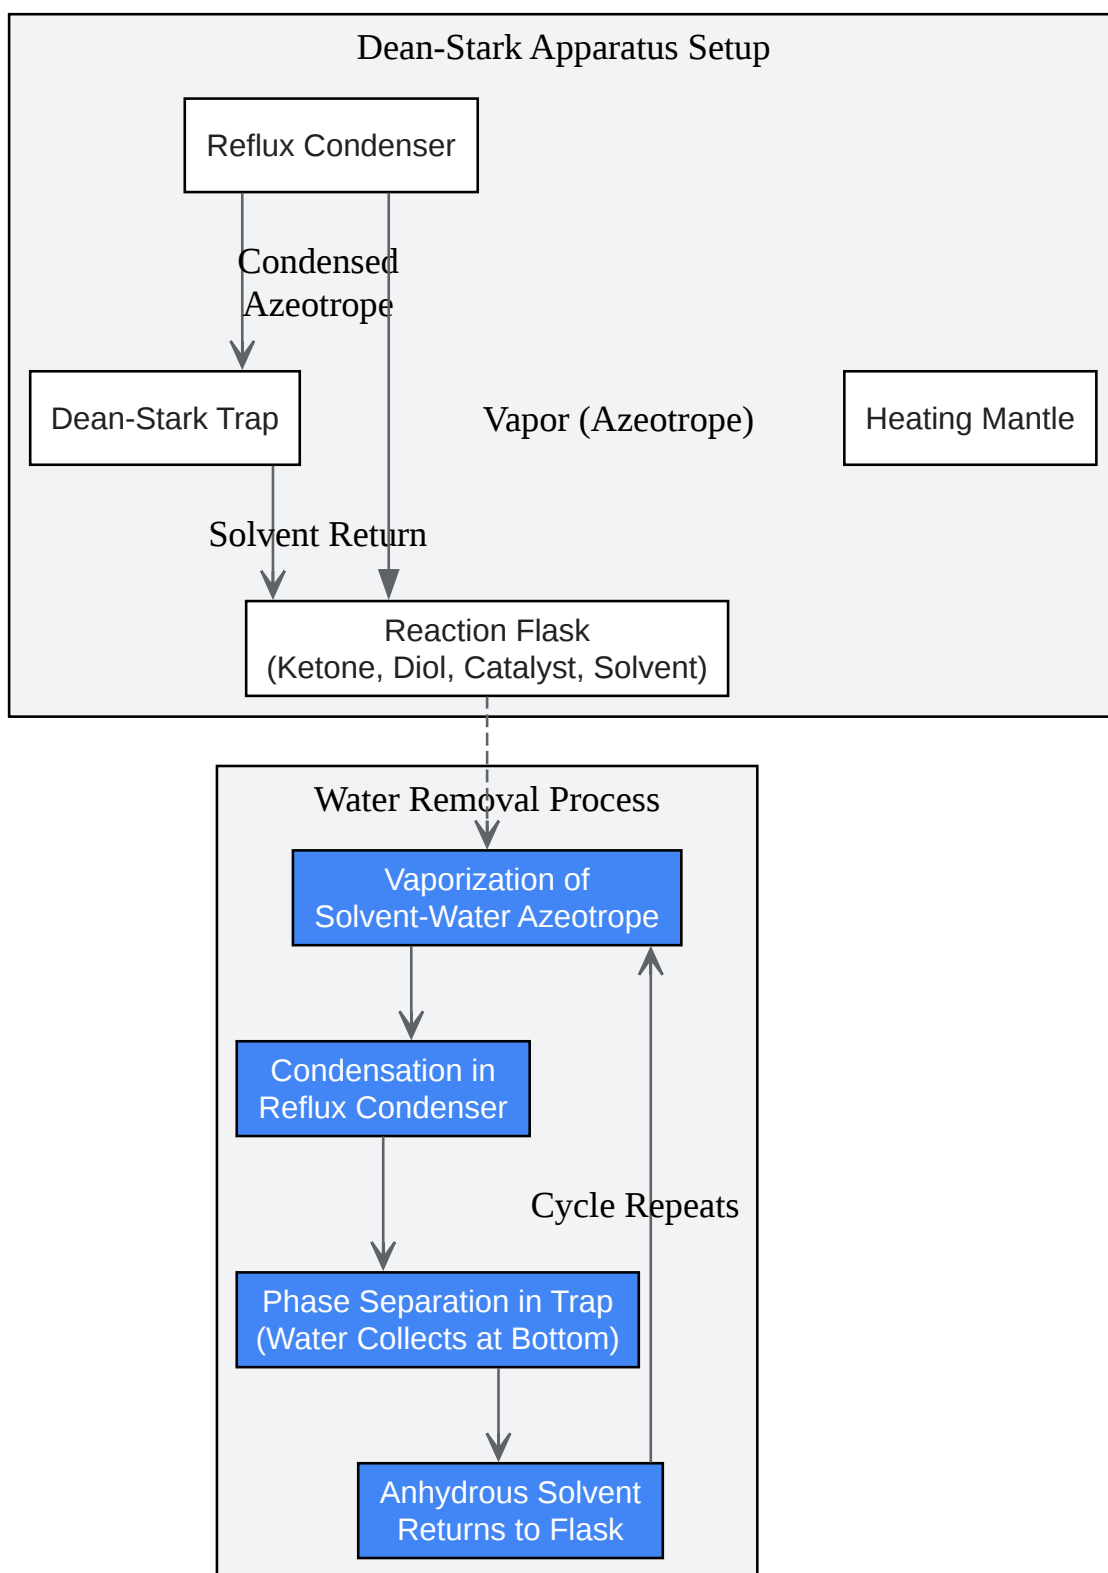 Dean-Stark Apparatus Setup
Reflux Condenser
Condensed
Azeotrope
Dean-Stark Trap
Vapor (Azeotrope)
Heating Mantle
Solvent Return
Reaction Flask
(Ketone, Diol, Catalyst, Solvent)
Water Removal Process
Vaporization of
Solvent-Water Azeotrope
Condensation in
Reflux Condenser
Cycle Repeats
Phase Separation in Trap
(Water Collects at Bottom)
Anhydrous Solvent
Returns to Flask